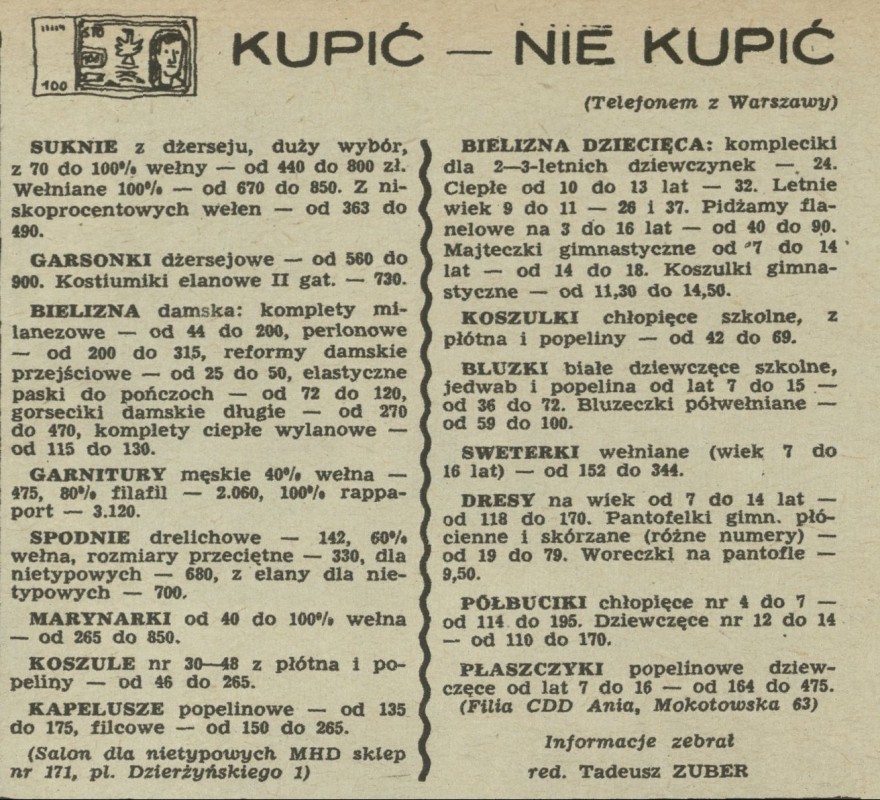 100
100
KUPIĆ — NIE KUPIĆ
(Telefonem z Warszawy)
SUKNIE z dżerseju, duży wybór,
z 70 do 100% wełny — od 440 do 800 zł.
Wełniane 100% — od 670 do 850. Z ni-
skoprocentowych wełen — od 363 do
490.
GARSONKI dżersejowe — od 560 do
900. Kostiumiki elanowe II gat. — 730.
BIELIZNA damska: komplety mi-
lanezowe — od 44 do 200, perlonowe
— od 200 do 315, reformy damskie
przejściowe — od 25 do 50, elastyczne
paski do pończoch — od 72 do 120,
gorseciki damskie długie — od 270
do 470, komplety ciepłe wylanowe —
od 115 do 130.
GARNITURY męskie 40% wełna —
475, 80% filafil — 2.060, 100% rappa-
port — 3.120.
SPODNIE drelichowe — 142, 60%
wełna, rozmiary przeciętne — 330, dla
nietypowych — 680, z elany dla nie-
typowych — 700.
MARYNARKI od 40 do 100% wełna
— od 265 do 850.
KOSZULE nr 30—48 z płótna i po-
peliny — od 46 do 265.
KAPELUSZE popelinowe — od 135
do 175, filcowe — od 150 do 265.
(Salon dla nietypowych MHD sklep
nr 171, pl. Dzierżyńskiego 1)
BIELIZNA DZIECIĘCA: kompleciki
dla 2—3-letnich dziewczynek — 24.
Ciepłe od 10 do 13 lat — 32. Letnie
wiek 9 do 11 — 26 i 37. Pidżamy fla-
nelowe na 3 do 16 lat — od 40 do 90.
Majteczki gimnastyczne od 7 do 14
lat — od 14 do 18. Koszulki gimna-
styczne — od 11,30 do 14,50.
KOSZULKI chłopięce szkolne, z
płótna i popeliny — od 42 do 69.
BLUZKI białe dziewczęce szkolne,
jedwab i popelina od lat 7 do 15 —
od 36 do 72. Bluzeczki półwełniane —
od 59 do 100.
SWETERKI wełniane (wiek 7 do
16 lat) — od 152 do 344.
DRESY na wiek od 7 do 14 lat —
od 118 do 170. Pantofelki gimn. płó-
cienne i skórzane (różne numery) —
od 19 do 79. Woreczki na pantofle —
9,50.
PÓŁBUCIKI chłopięce nr 4 do 7 —
od 114 do 195. Dziewczęce nr 12 do 14
— od 110 do 170.
PŁASZCZYKI popelinowe dziew-
częce od lat 7 do 16 — od 164 do 475.
(Filia CDD Ania, Mokotowska 63)
Informacje zebrał
red. Tadeusz ZUBER